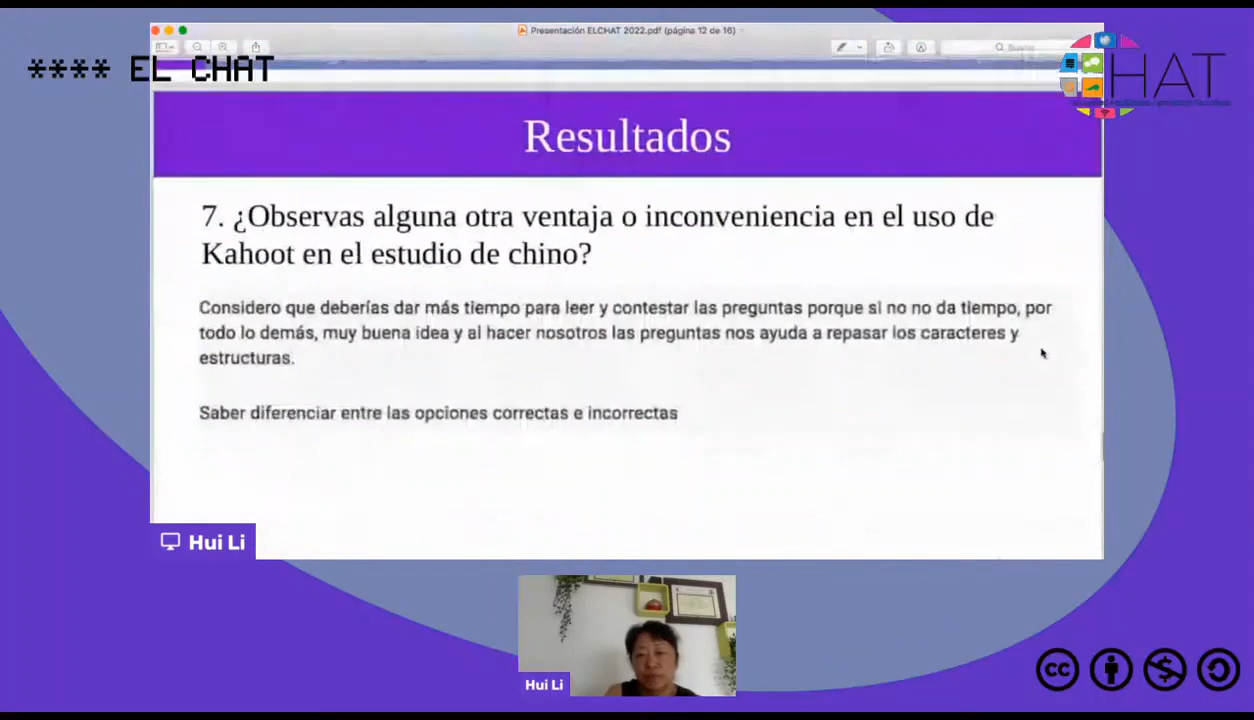 Presentación ELCHAT 2022.pdf (página 12 de 16)
**** EL CHAT
HAT
Resultados
7. ¿Observas alguna otra ventaja o inconveniencia en el uso de
Kahoot en el estudio de chino?
Considero que deberías dar más tiempo para leer y contestar las preguntas porque si no no da tiempo, por
todo lo demás, muy buena idea y al hacer nosotros las preguntas nos ayuda a repasar los caracteres y
estructuras.
Saber diferenciar entre las opciones correctas e incorrectas
Hui Li
Hui Li
cc